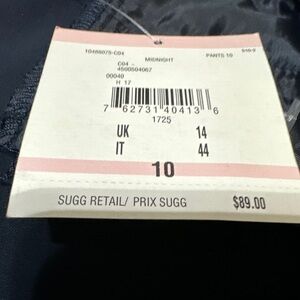 10488075-C04 MIDNIGHT PANTS 10
C04 -
4500504067
00040
H 17
7 62731 40413 6
1725
UK 14
IT 44
10
SUGG RETAIL/ PRIX SUGG $89.00